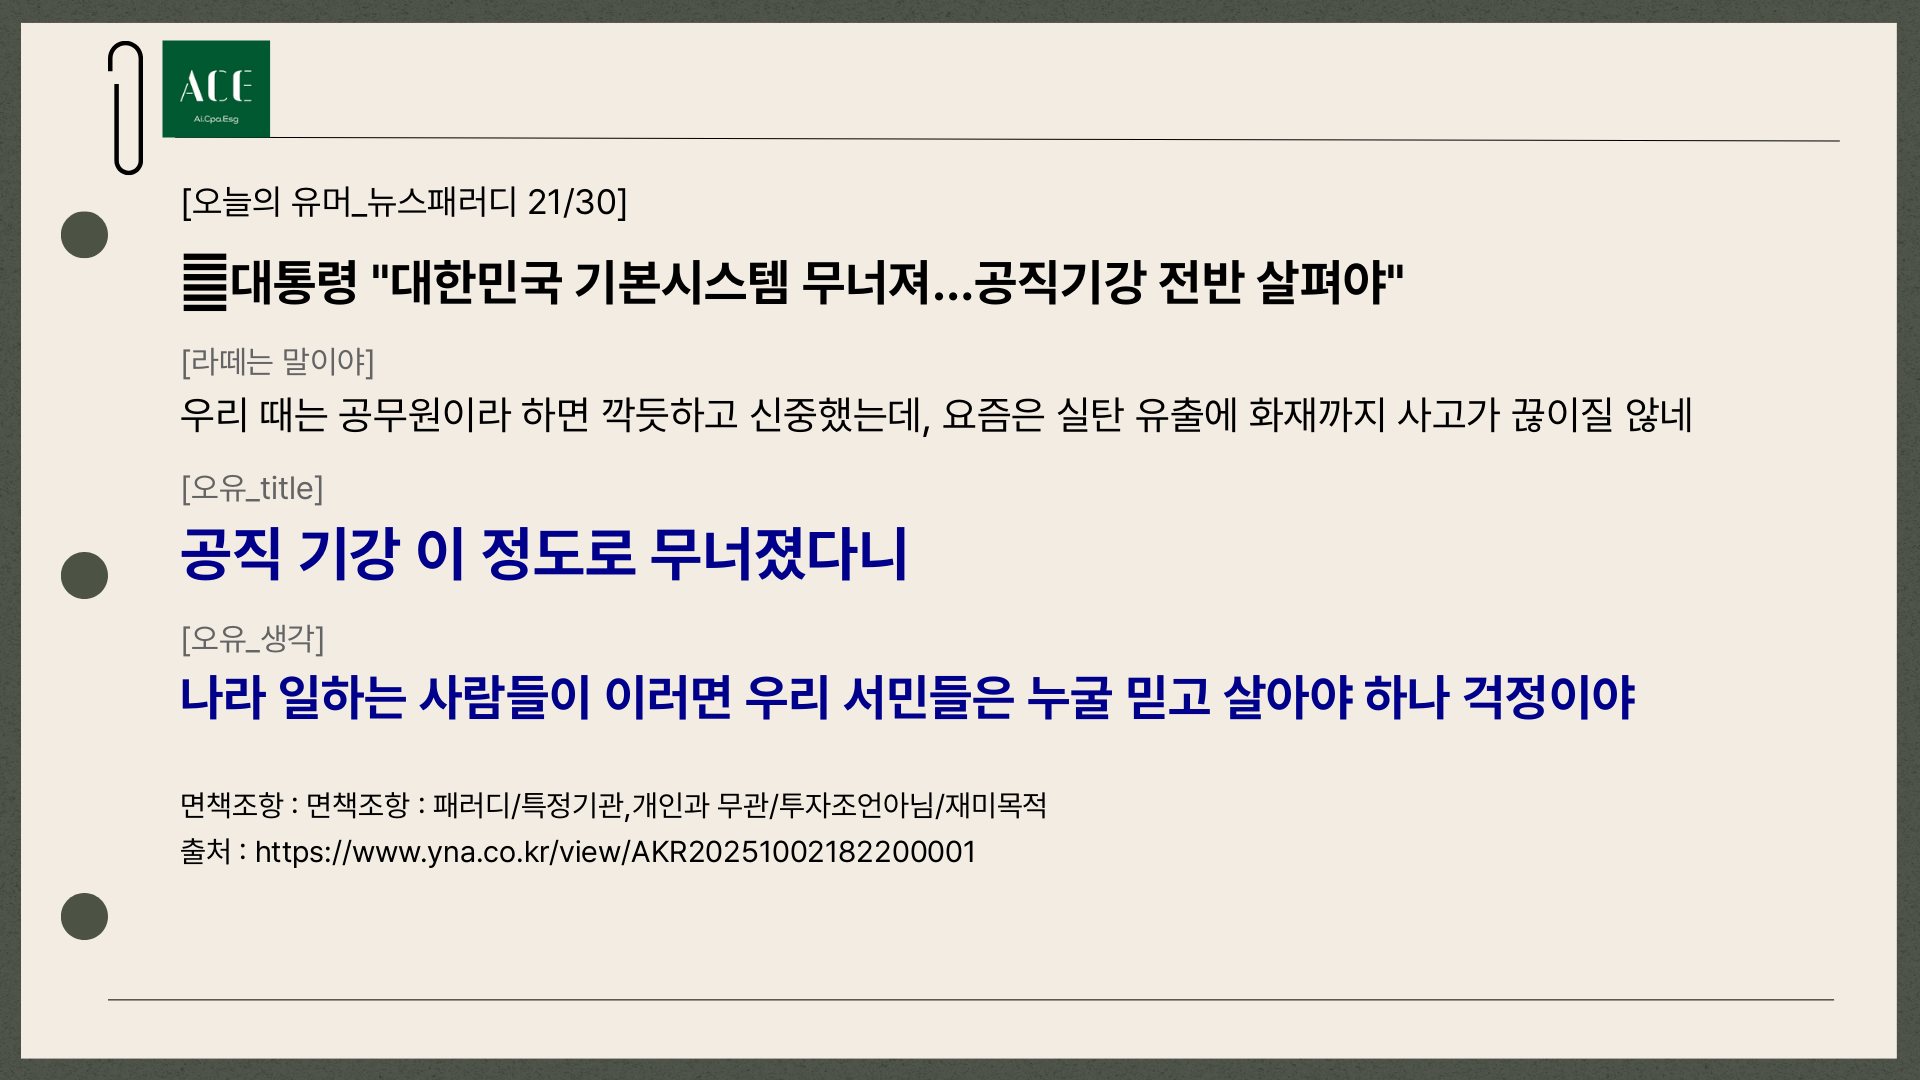 ACE
Ai.Cpa.Esg
[오늘의 유머_뉴스패러디 21/30]
대통령 "대한민국 기본시스템 무너져...공직기강 전반 살펴야"
[라떼는 말이야]
우리 때는 공무원이라 하면 깍듯하고 신중했는데, 요즘은 실탄 유출에 화재까지 사고가 끊이질 않네
[오유_title]
공직 기강 이 정도로 무너졌다니
[오유_생각]
나라 일하는 사람들이 이러면 우리 서민들은 누굴 믿고 살아야 하나 걱정이야
면책조항 : 면책조항 : 패러디/특정기관,개인과 무관/투자조언아님/재미목적
출처 : https://www.yna.co.kr/view/AKR20251002182200001